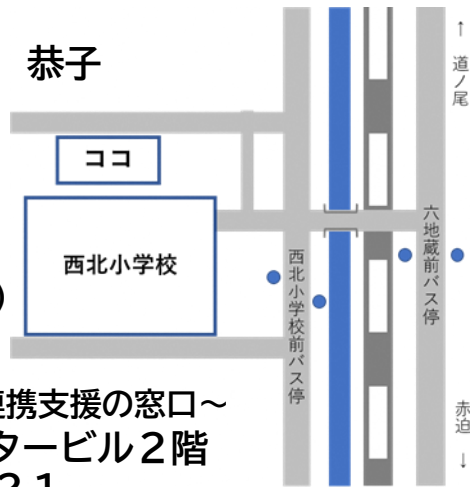 恭子
↑
道ノ尾
ココ
西北小学校
六地蔵前バス停
西北小学校前バス停
)
連携支援の窓口～
タービル２階
赤迫
↓